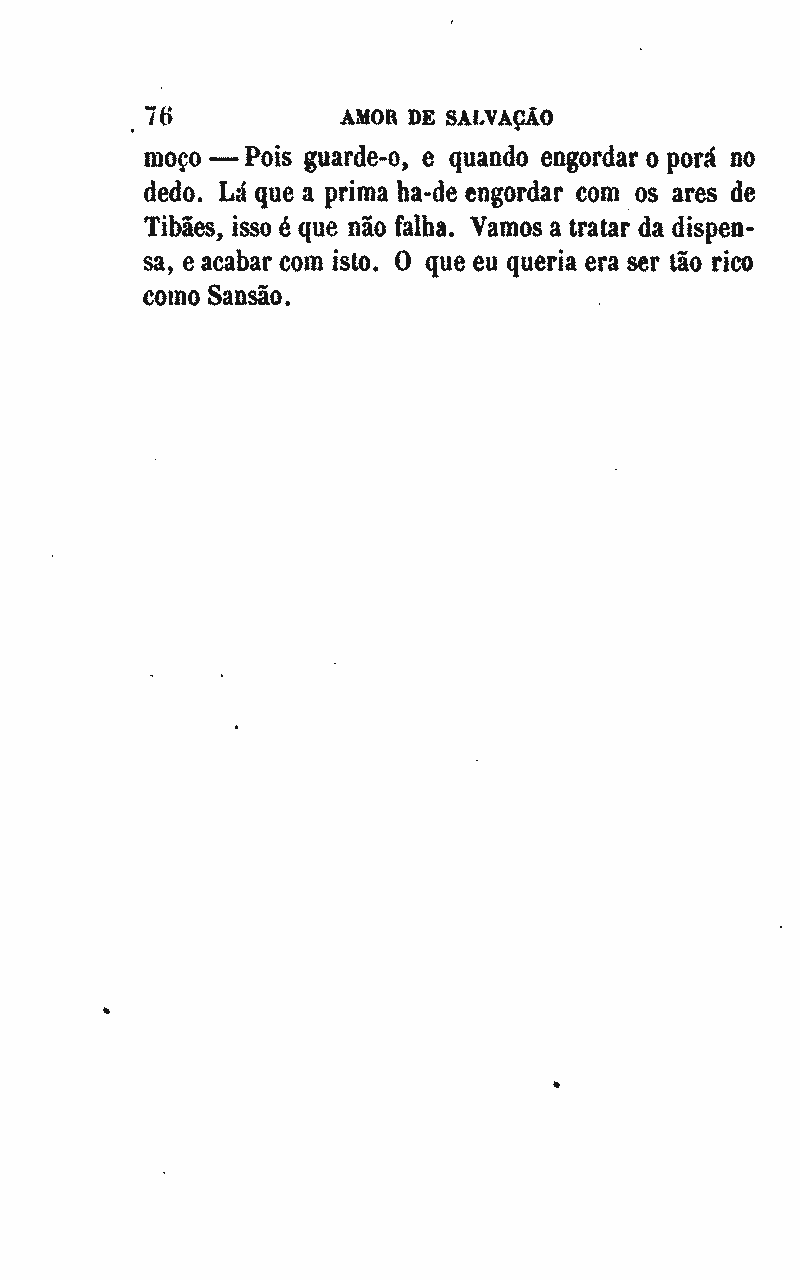 76 AMOR DE SALVAÇÃO
moço — Pois guarde-o, e quando engordar o porá no
dedo. Lá que a prima ha-de engordar com os ares de
Tibães, isso é que não falha. Vamos a tratar da dispen-
sa, e acabar com isto. O que eu queria era ser tão rico
como Sansão.